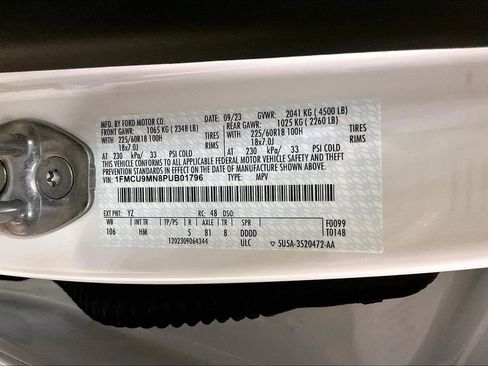 MFD. BY FORD MOTOR CO. DATE: 09/23 GVWR: 2041 KG ( 4500 LB)
FRONT GAWR: 1065 KG ( 2348 LB) REAR GAWR: 1025 KG ( 2260 LB)
WITH 225/60R18 100H TIRES WITH 225/60R18 100H TIRES
18x7.0J 18x7.0J
AT 230 kPa/ 33 PSI COLD AT 230 kPa/ 33 PSI COLD
THIS VEHICLE CONFORMS TO ALL APPLICABLE FEDERAL MOTOR VEHICLE SAFETY AND THEFT
PREVENTION STANDARDS IN EFFECT ON THE DATE OF MANUFACTURE SHOWN ABOVE.
VIN: 1FMCU9MN8PUB01796
EXT PNT: YZ RC: 48 DSO:
WB INT TR TP/PS R AXLE TR SPR F0099
106 HM S 81 8 DDDD T0148
1202309064344 ULC ▽ 5U5A-3520472-AA